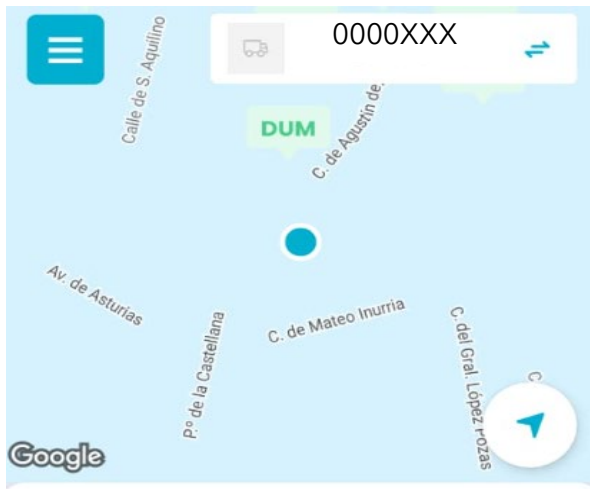 0000XXX
Calle de S. Aquilino
DUM
C. de Agustín de
Av. de Asturias
P.º de la Castellana
C. de Mateo Inurria
C. del Gral. López Pozas
C
Google